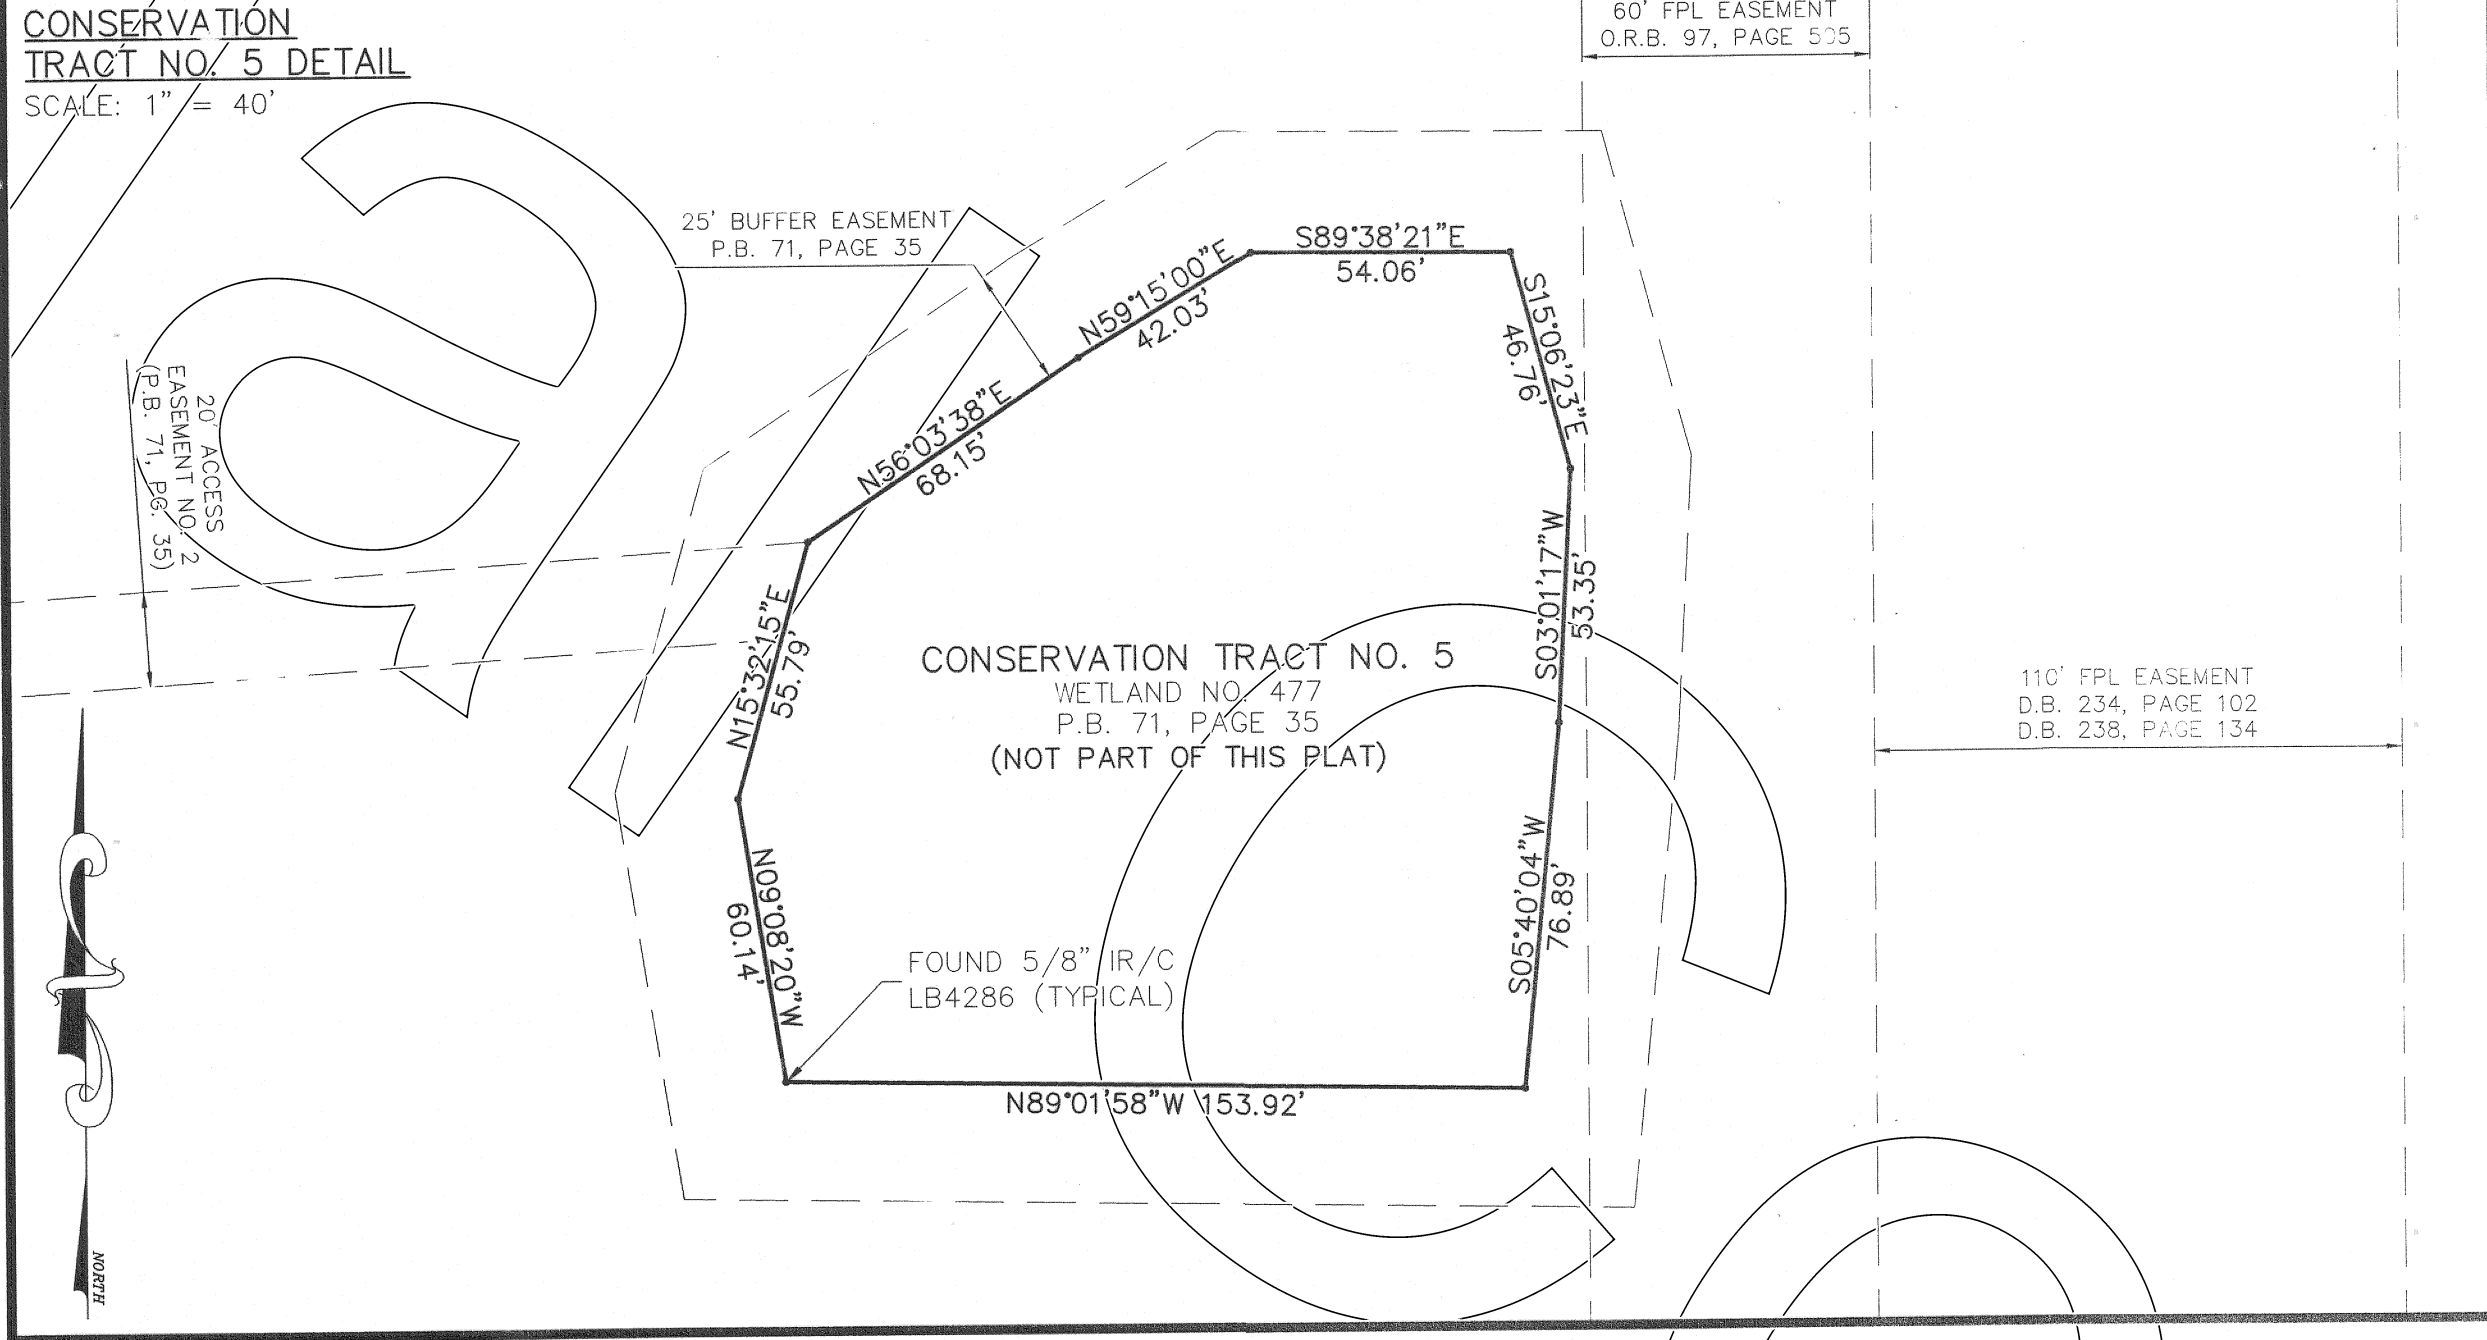 CONSERVATION
TRACT NO. 5 DETAIL
SCALE: 1" = 40'
60' FPL EASEMENT
O.R.B. 97, PAGE
25' BUFFER EASEMENT
P.B. 71, PAGE 35
S89°38'21"E
54.06'
N59°15'00"E
42.03'
S15°06'23"E
46.76'
N56°03'38"E
68.15'
20' ACCESS
EASEMENT NO. 2
(P.B. 71, PG. 35)
S03°01'17"W
53.35'
N15°32'15"E
55.79'
CONSERVATION TRACT NO. 5
WETLAND NO. 477
P.B. 71, PAGE 35
(NOT PART OF THIS PLAT)
110' FPL EASEMENT
D.B. 234, PAGE 102
D.B. 238, PAGE 134
S05°40'04"W
76.89'
N09°08'20"W
60.14'
FOUND 5/8" IR/C
LB4286 (TYPICAL)
N89°01'58"W 153.92'
NORTH